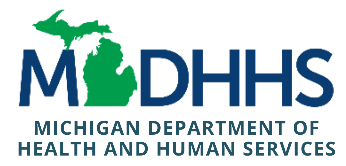 MDHHS
MICHIGAN DEPARTMENT OF
HEALTH AND HUMAN SERVICES